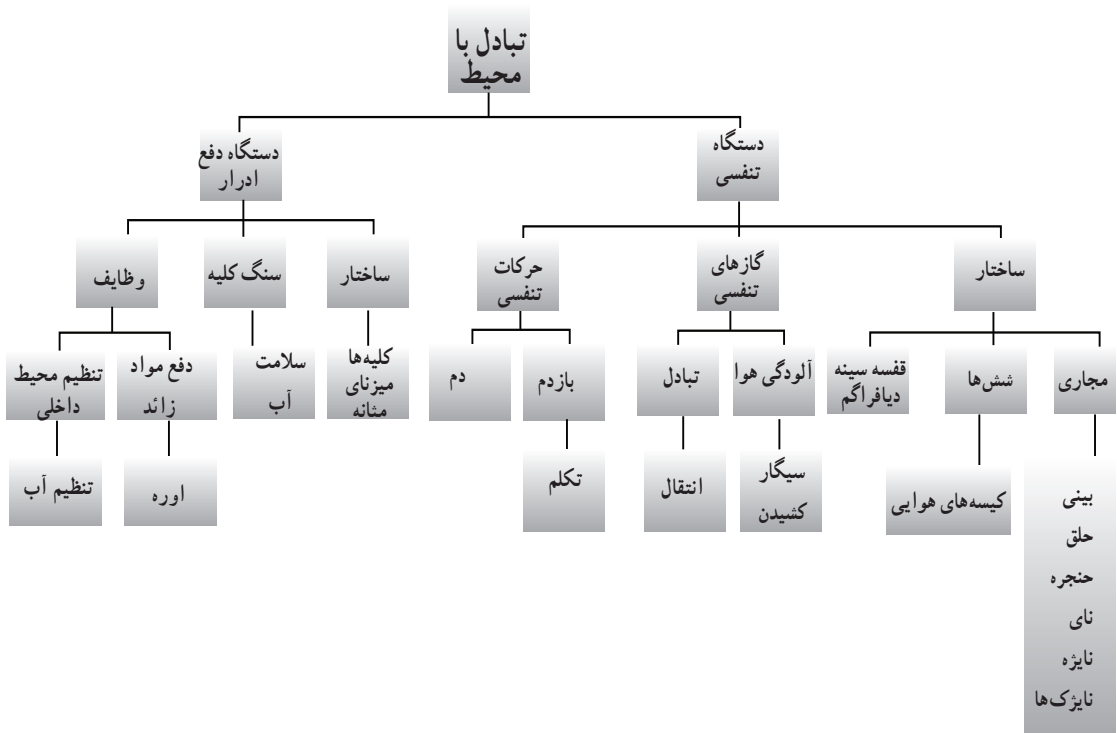 تبادل با
محیط
دستگاه
تنفسی
دستگاه دفع
ادرار
ساختار
گازهای
تنفسی
حرکات
تنفسی
ساختار
سنگ کلیه
وظایف
مجاری
شش‌ها
قفسه سینه
دیافراگم
آلودگی هوا
تبادل
بازدم
دم
کلیه‌ها
میزنای
مثانه
سلامت
آب
دفع مواد
زائد
تنظیم محیط
داخلی
بینی
حلق
حنجره
نای
نایژه
نایژک‌ها
کیسه‌های هوایی
سیگار
کشیدن
انتقال
تکلم
اوره
تنظیم آب